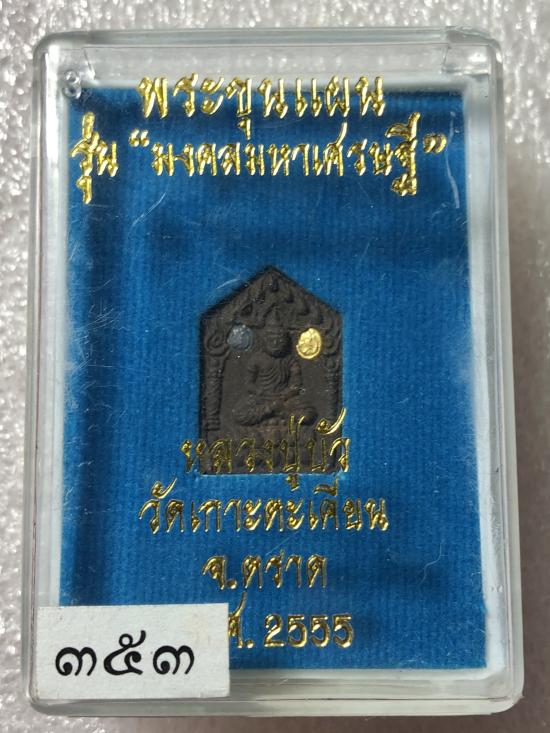 พระขุนแผน
รุ่น “มงคลมหาเศรษฐี”
หลวงปู่บัว
วัดเกาะตะเคียน
จ.ตราด
ศ. 2555
๓๕๓